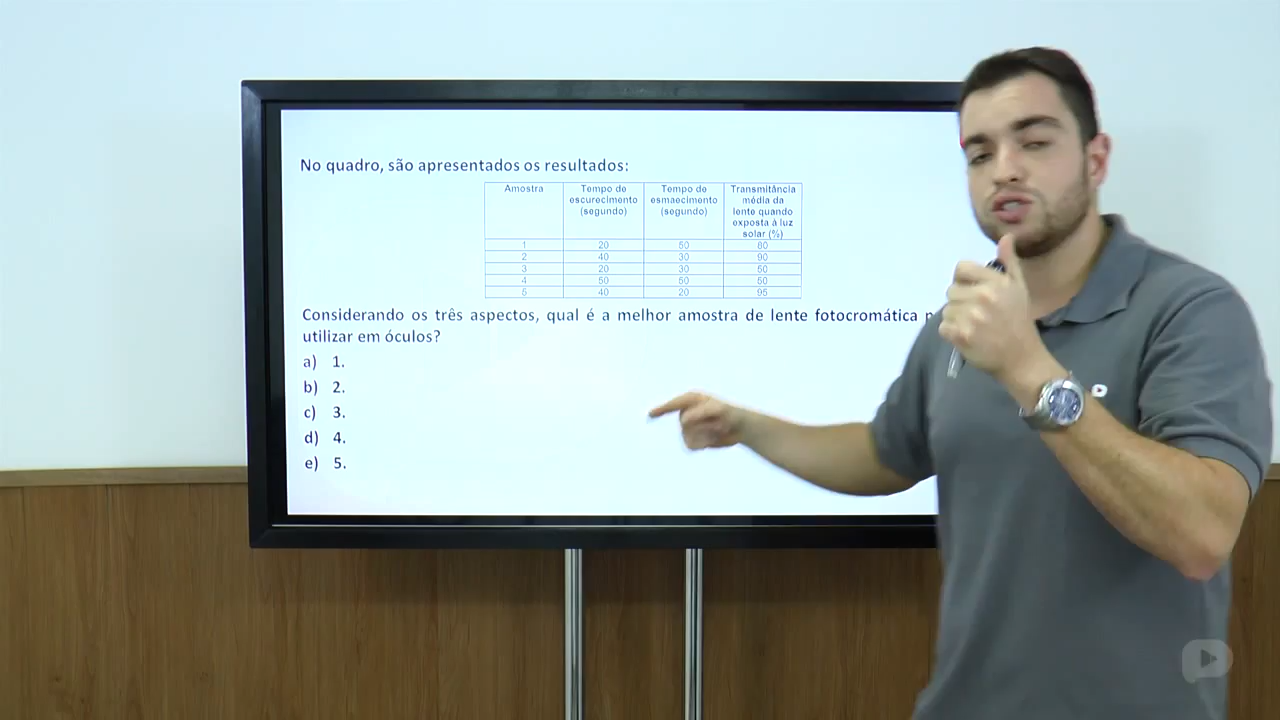 No quadro, são apresentados os resultados:
Amostra Tempo de escurecimento (segundo) Tempo de esmaecimento (segundo) Transmitância média da lente quando exposta à luz solar (%)
1 20 50 80
2 40 30 90
3 20 30 50
4 50 50 50
5 40 20 95
Considerando os três aspectos, qual é a melhor amostra de lente fotocromática
utilizar em óculos?
a) 1.
b) 2.
c) 3.
d) 4.
e) 5.